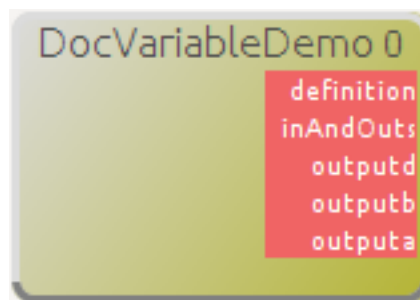 DocVariableDemo 0
definition
inAndOuts
outputd
outputb
outputa